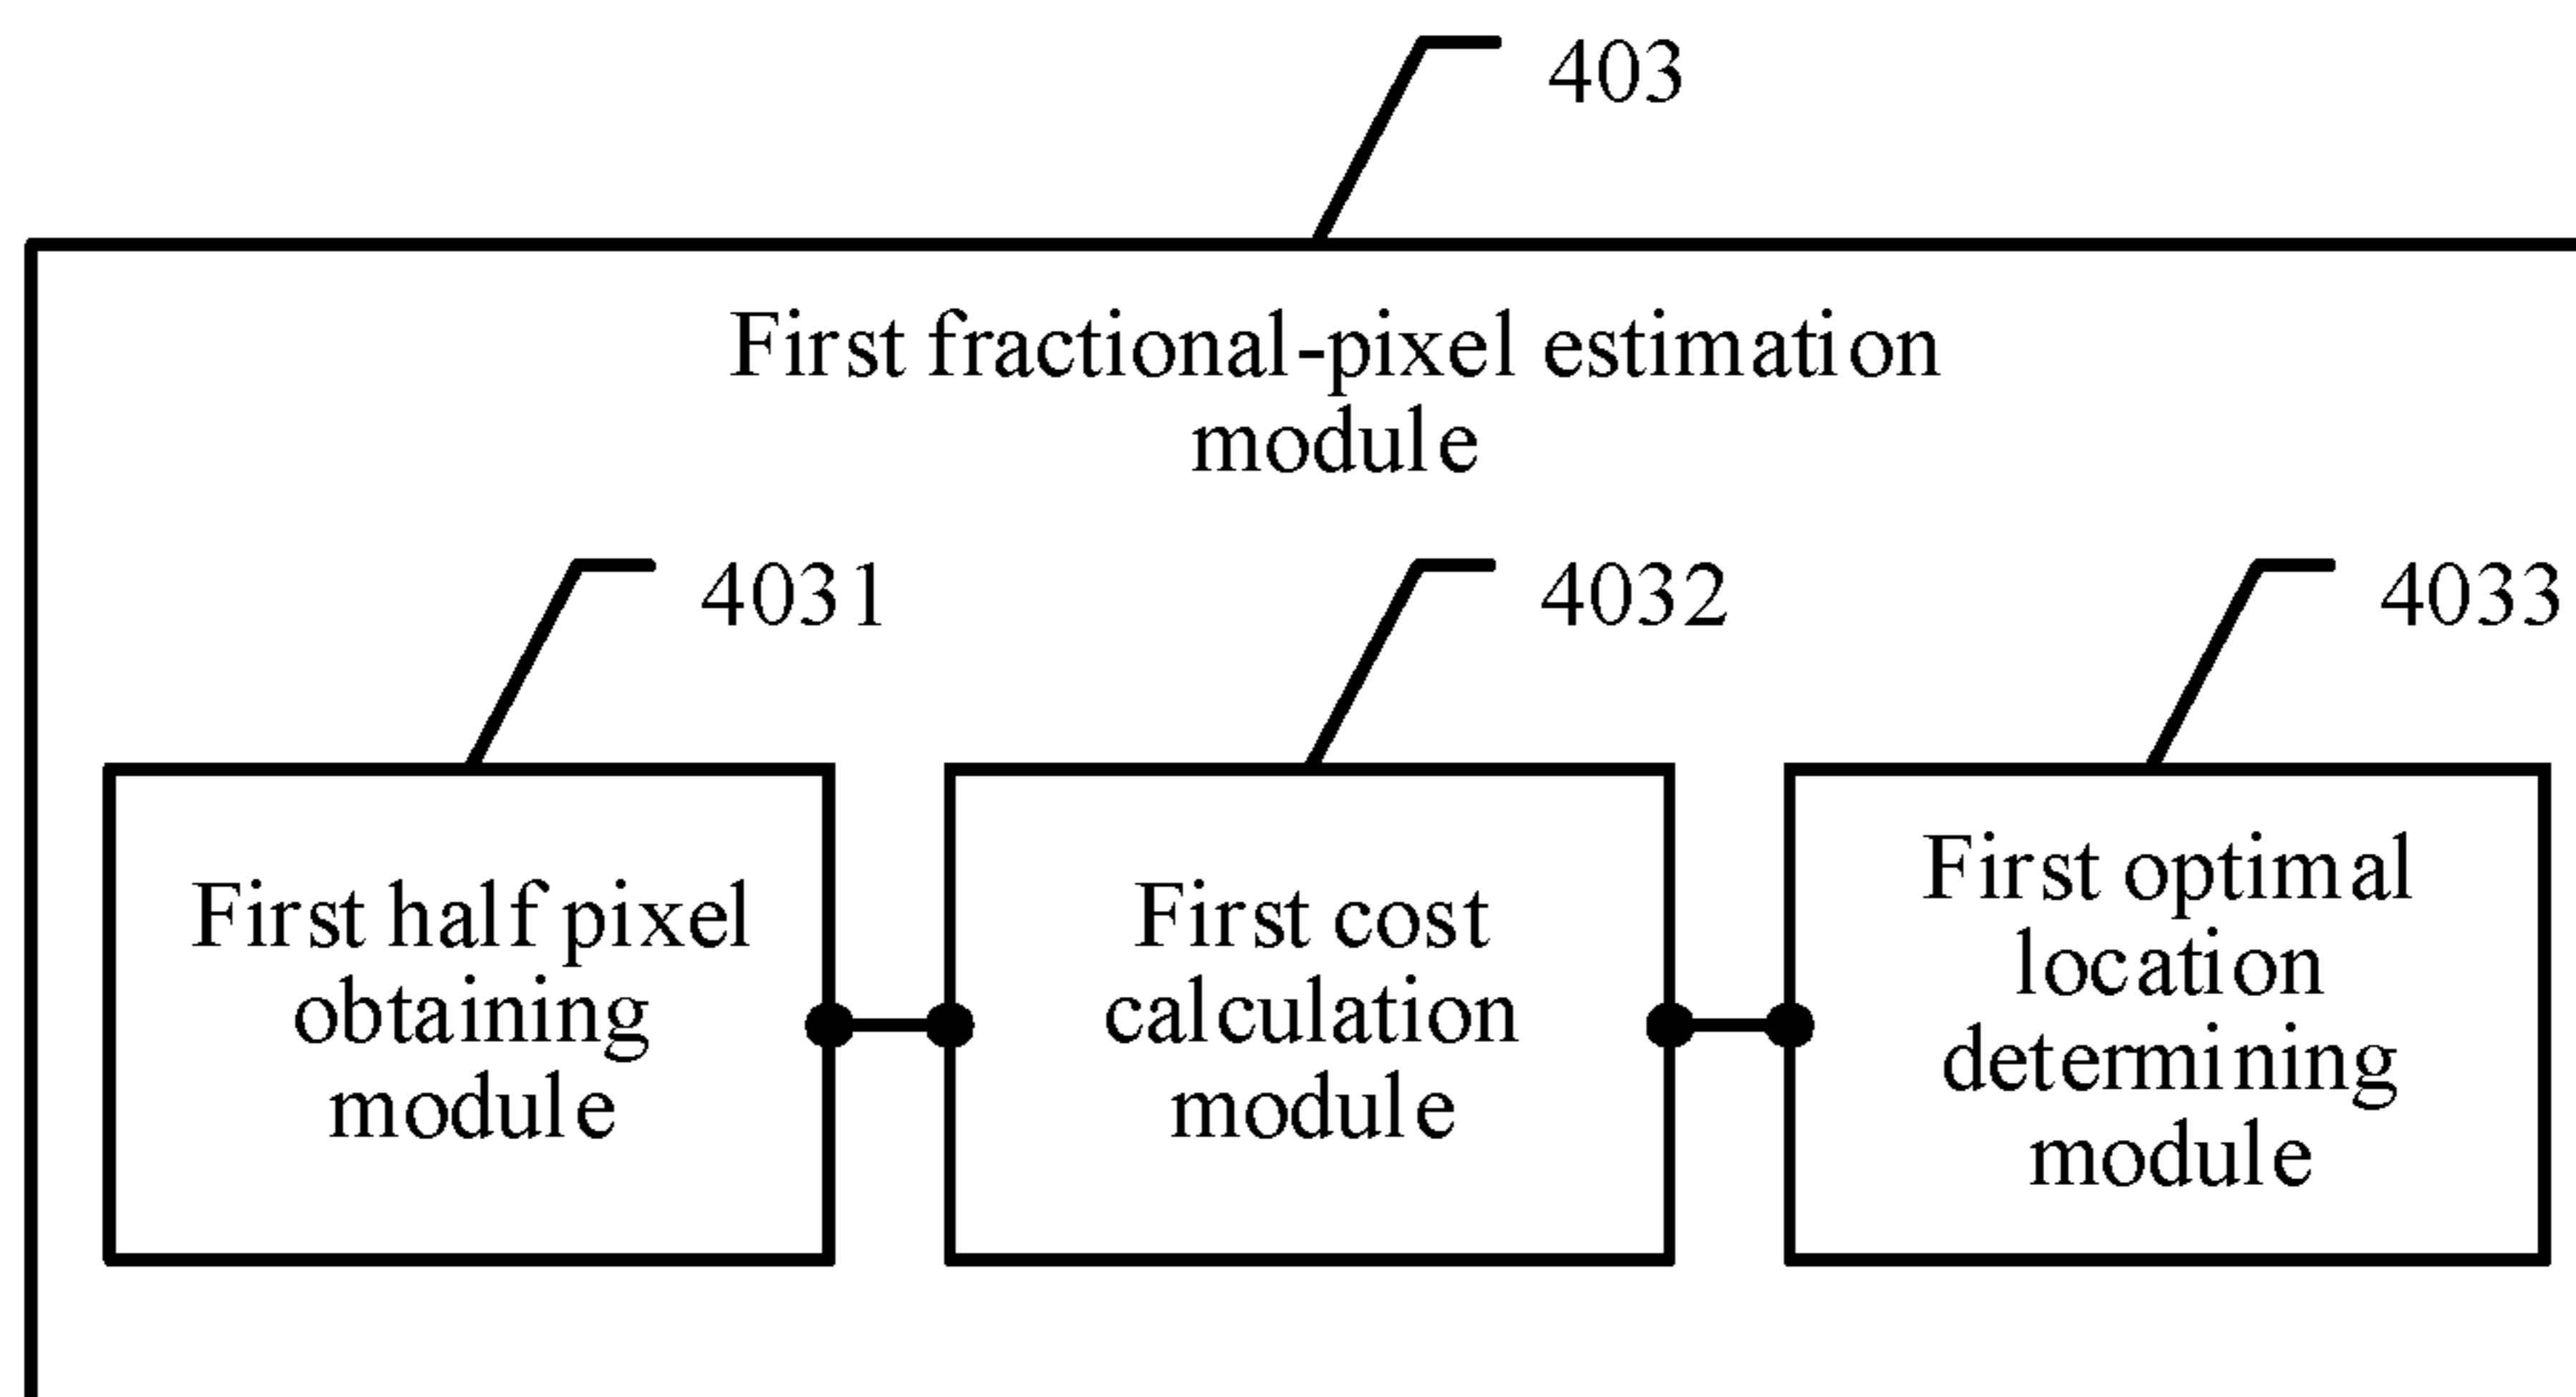 403
First fractional-pixel estimation
module
4031
4032
4033
First half pixel
obtaining
module
First cost
calculation
module
First optimal
location
determining
module